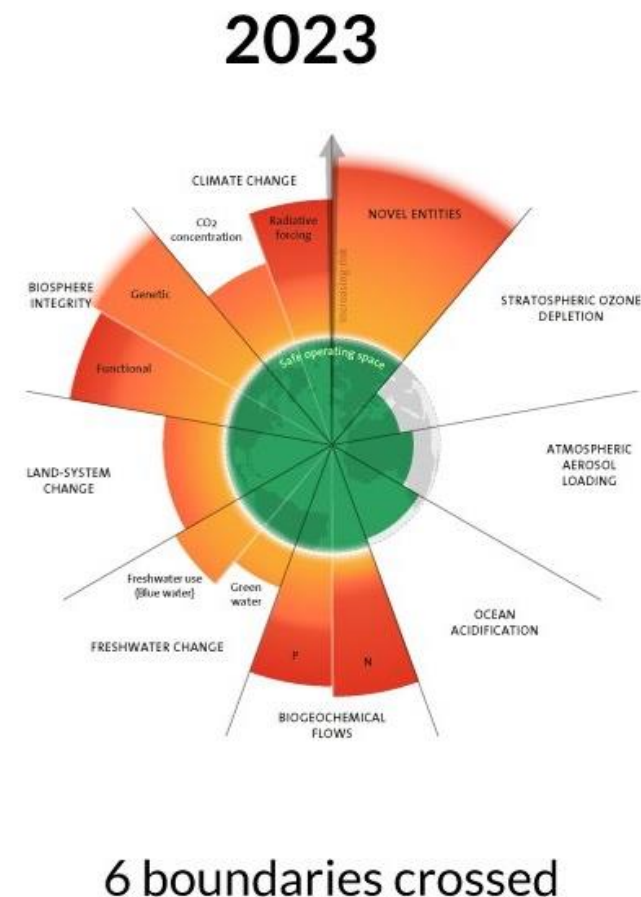 2023
CLIMATE CHANGE
CO2
concentration
Radiative
forcing
NOVEL ENTITIES
increasing risk
BIOSPHERE
INTEGRITY
Genetic
Functional
STRATOSPHERIC OZONE
DEPLETION
Safe operating space
ATMOSPHERIC
AEROSOL
LOADING
LAND-SYSTEM
CHANGE
Freshwater use
(Blue water)
Green
water
FRESHWATER CHANGE
OCEAN
ACIDIFICATION
P
N
BIOGEOCHEMICAL
FLOWS
6 boundaries crossed